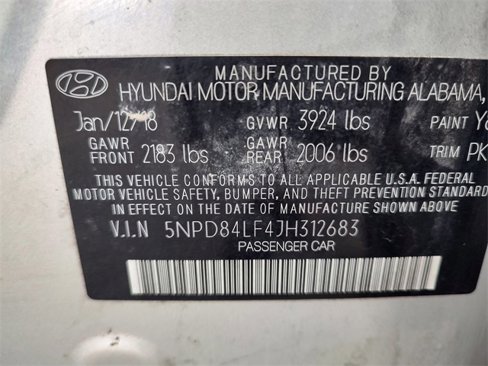 MANUFACTURED BY
HYUNDAI MOTOR MANUFACTURING ALABAMA,
Jan/12/18 GVWR 3924 lbs PAINT
GAWR FRONT 2183 lbs GAWR REAR 2006 lbs TRIM PK
THIS VEHICLE CONFORMS TO ALL APPLICABLE U.S.A. FEDERAL
MOTOR VEHICLE SAFETY, BUMPER, AND THEFT PREVENTION STANDARD
IN EFFECT ON THE DATE OF MANUFACTURE SHOWN ABOVE.
V.I.N 5NPD84LF4JH312683
PASSENGER CAR